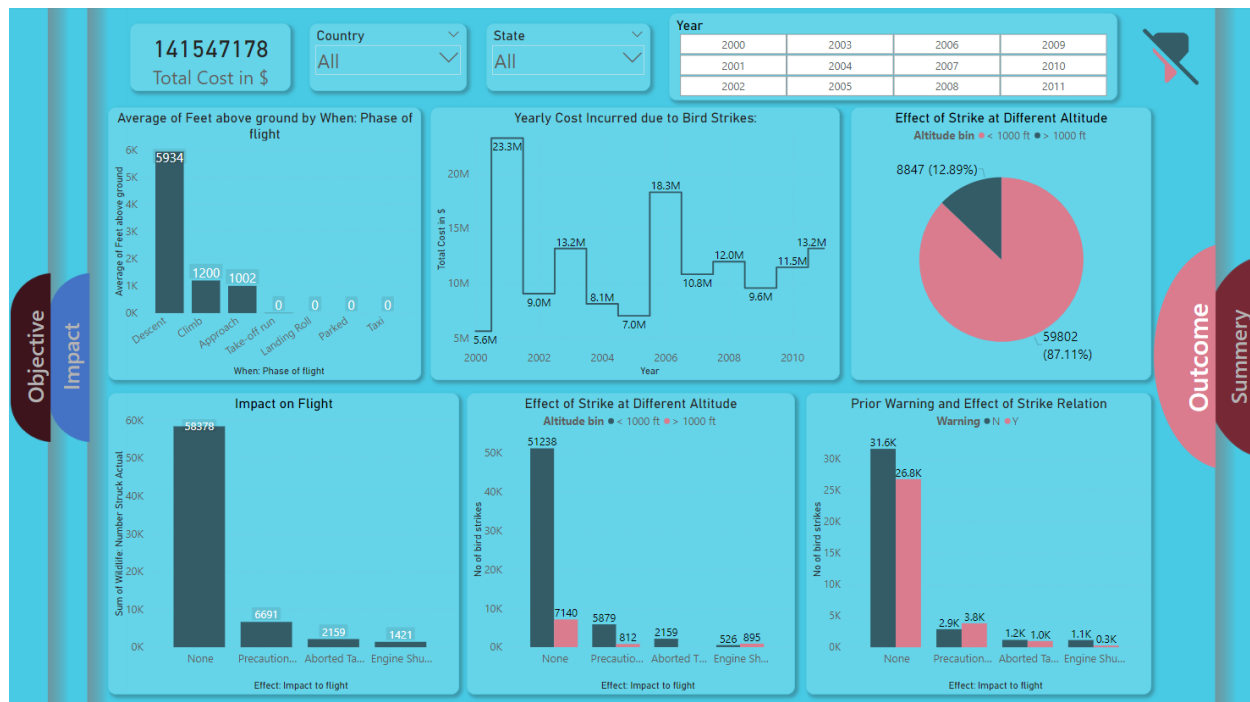 141547178
Total Cost in $
Country
All
State
All
Year
2000 2003 2006 2009
2001 2004 2007 2010
2002 2005 2008 2011
Objective
Impact
Outcome
Summery
Average of Feet above ground by When: Phase of
flight
Average of Feet above ground
6K
5K
4K
3K
2K
1K
0K
5934
1200
1002
0
0
0
0
Descent
Climb
Approach
Take-off run
Landing Roll
Parked
Taxi
When: Phase of flight
Yearly Cost Incurred due to Bird Strikes:
Total Cost in $
20M
15M
10M
5M
5.6M
23.3M
9.0M
13.2M
8.1M
7.0M
18.3M
10.8M
12.0M
9.6M
11.5M
13.2M
2000 2002 2004 2006 2008 2010
Year
Effect of Strike at Different Altitude
Altitude bin < 1000 ft > 1000 ft
8847 (12.89%)
59802
(87.11%)
Impact on Flight
Sum of Wildlife: Number Struck Actual
60K
50K
40K
30K
20K
10K
0K
58378
6691
2159
1421
None Precaution... Aborted Ta... Engine Shu...
Effect: Impact to flight
Effect of Strike at Different Altitude
Altitude bin < 1000 ft > 1000 ft
No of bird strikes
50K
40K
30K
20K
10K
0K
51238
7140
5879
812
2159
526
895
None Precautio... Aborted T... Engine Sh...
Effect: Impact to flight
Prior Warning and Effect of Strike Relation
Warning N Y
No of bird strikes
30K
25K
20K
15K
10K
5K
0K
31.6K
26.8K
2.9K
3.8K
1.2K
1.0K
1.1K
0.3K
None Precaution... Aborted Ta... Engine Shu...
Effect: Impact to flight